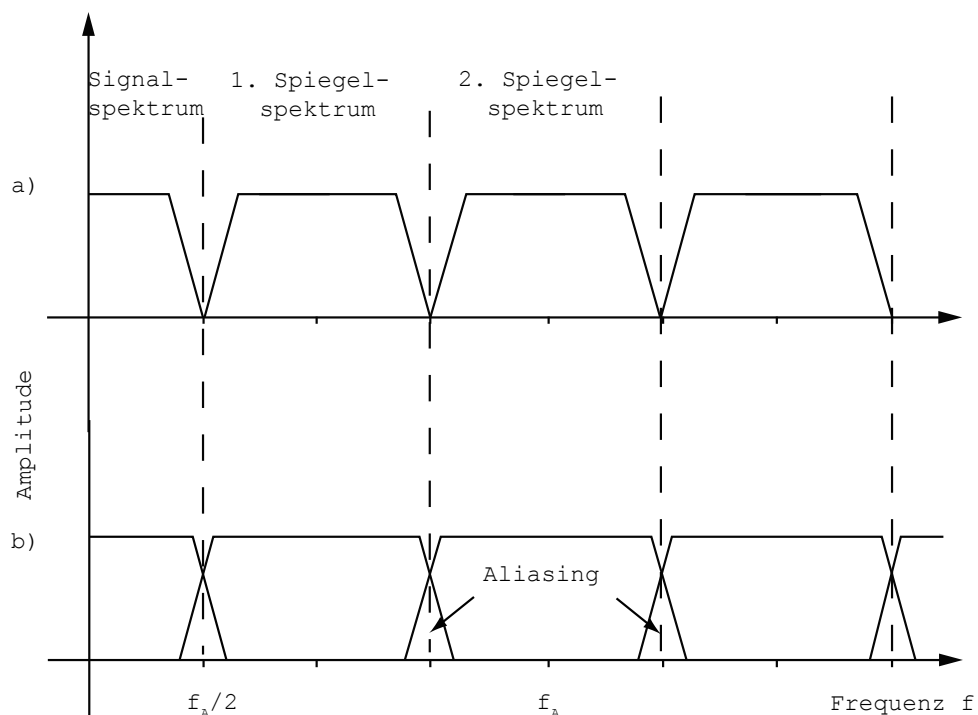 Signal-
spektrum
1. Spiegel-
spektrum
2. Spiegel-
spektrum
a)
Amplitude
b)
Aliasing
f_A/2
f_A
Frequenz f